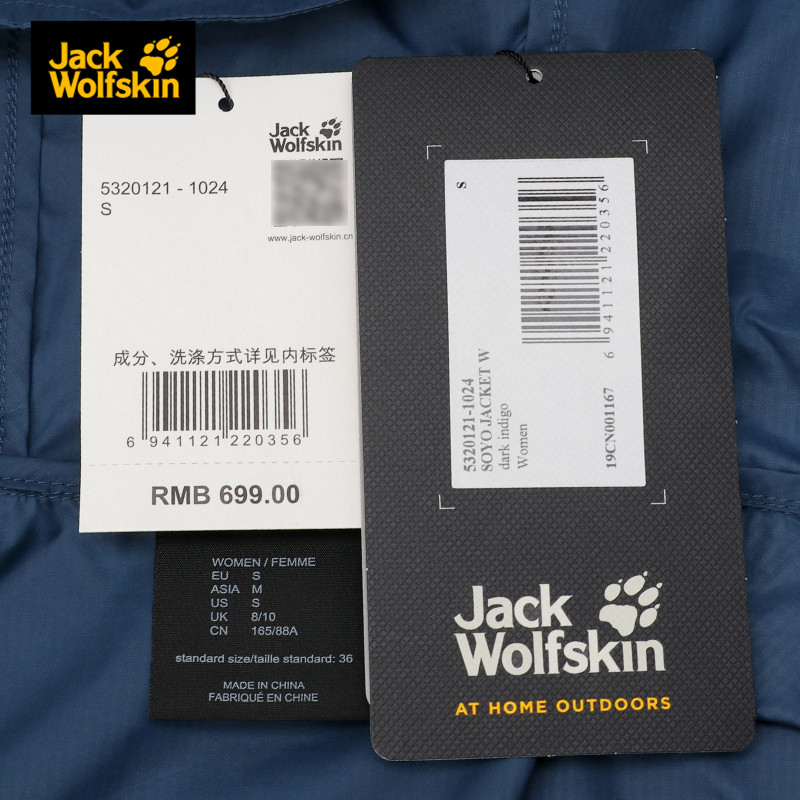 Jack
Wolfskin
Jack
Wolfskin
5320121 - 1024
S
www.jack-wolfskin.cn
成分、洗涤方式详见内标签
6 941121 220356
RMB 699.00
WOMEN / FEMME
EU S
ASIA M
US S
UK 8/10
CN 165/88A
standard size/taille standard: 36
MADE IN CHINA
FABRIQUÉ EN CHINE
S
6 941121 220356
5320121-1024
SOYO JACKET W
dark indigo
Women
19CN001167
Jack
Wolfskin
AT HOME OUTDOORS